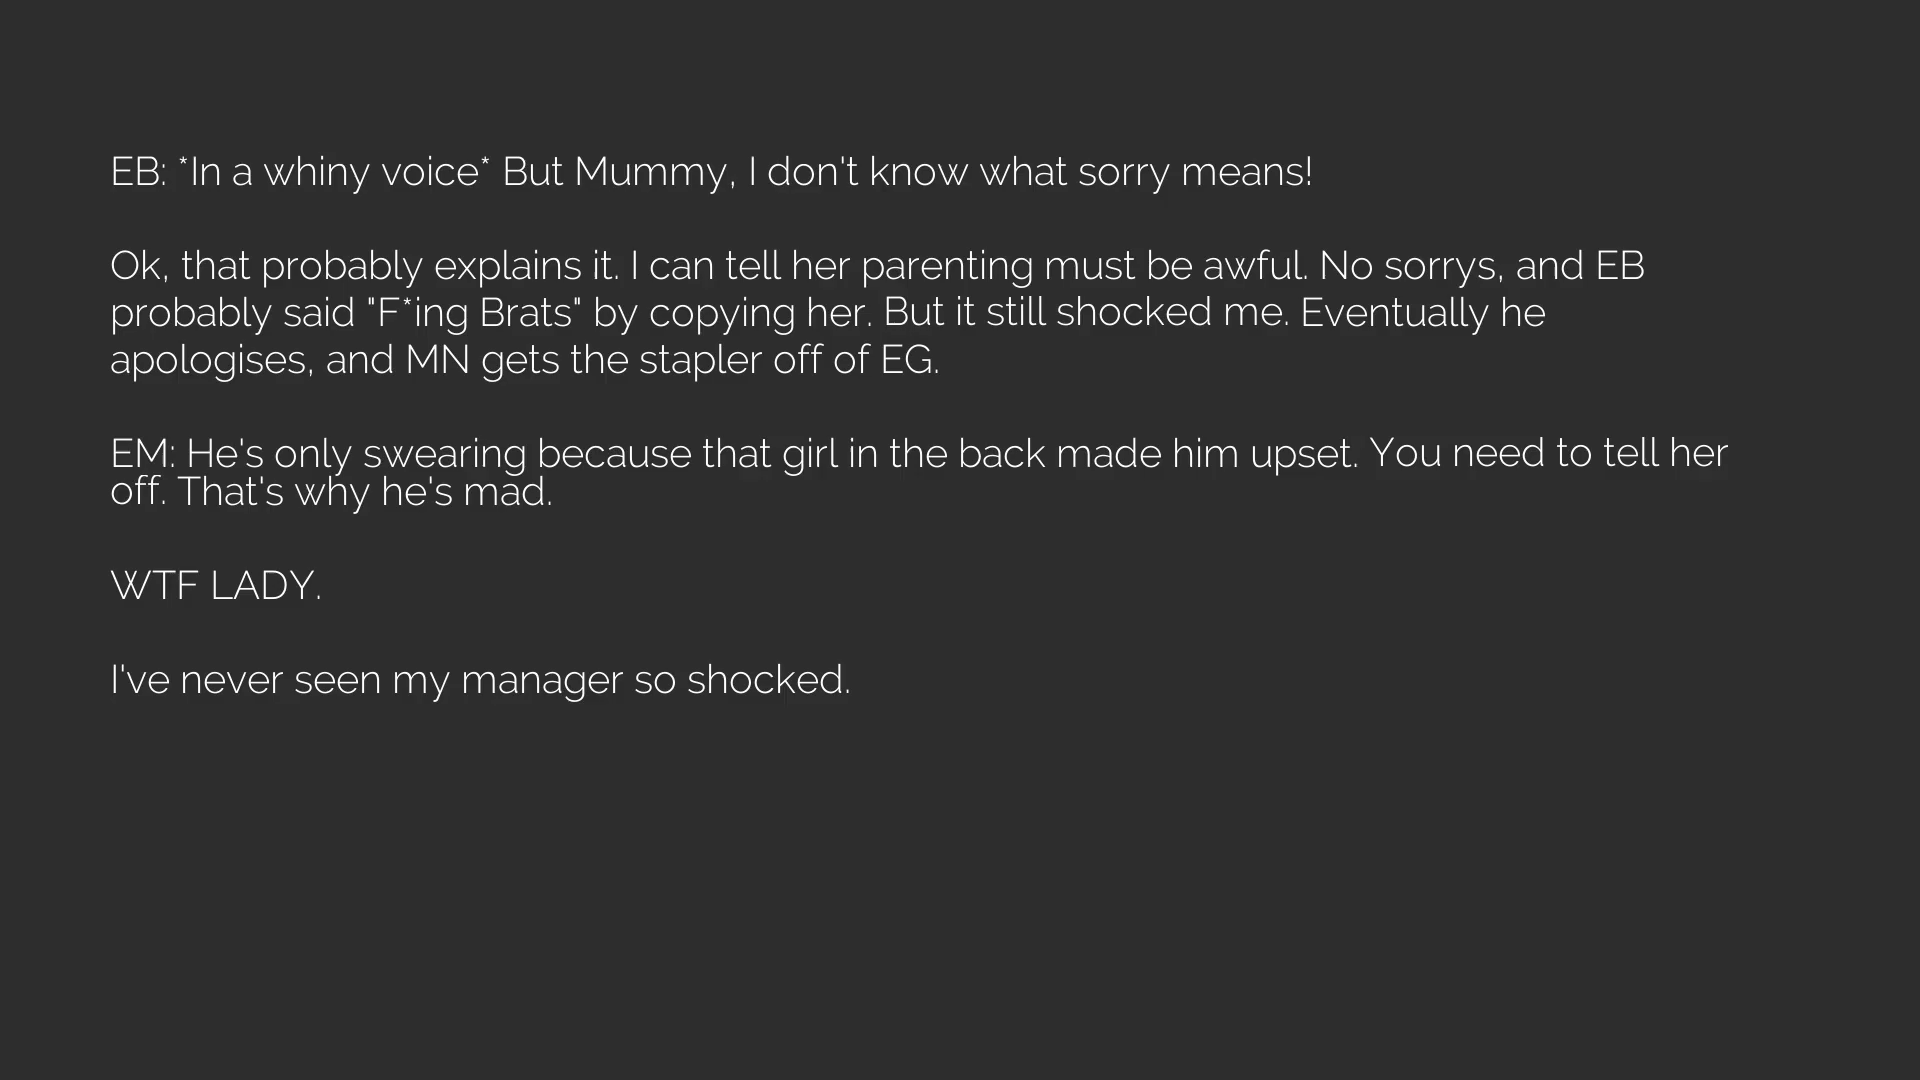 EB: *In a whiny voice* But Mummy, I don't know what sorry means!
Ok, that probably explains it. I can tell her parenting must be awful. No sorrys, and EB
probably said "F*ing Brats" by copying her. But it still shocked me. Eventually he
apologises, and MN gets the stapler off of EG.
EM: He's only swearing because that girl in the back made him upset. You need to tell her
off. That's why he's mad.
WTF LADY.
I've never seen my manager so shocked.